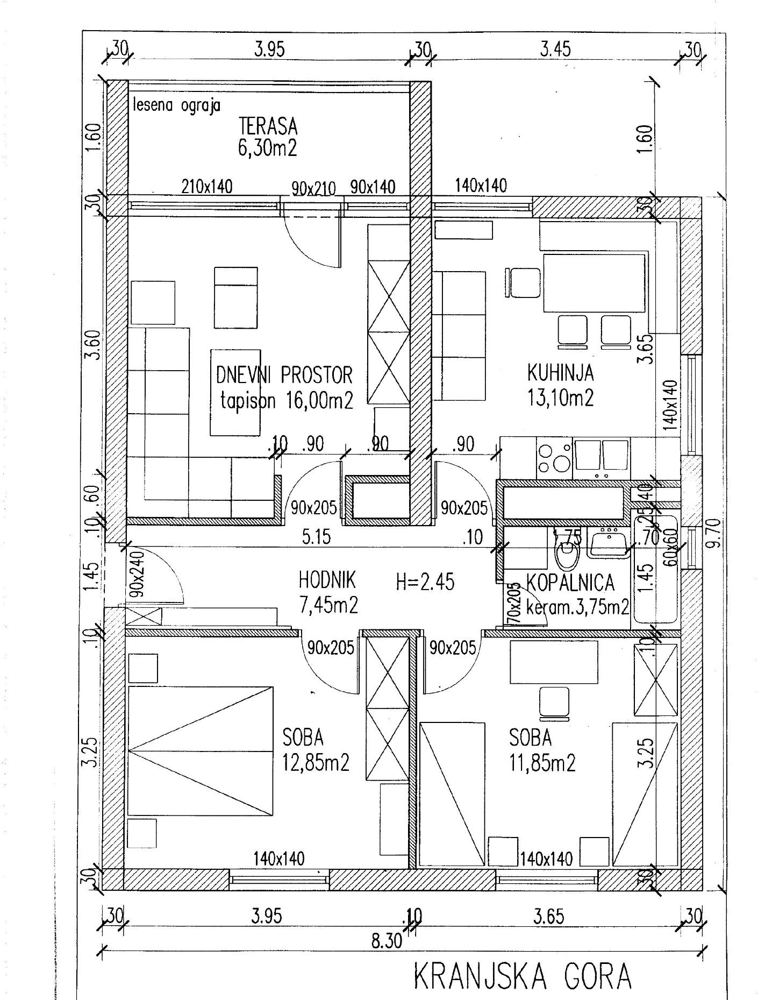 .30 3.95 .30 3.45 .30
lesena ograja
TERASA
6,30m2
1.60
1.60
210x140 90x210 90x140 140x140
.30
.30
3.60
DNEVNI PROSTOR
tapison 16,00m2
KUHINJA
13,10m2
3.65
140x140
.10 .90 .90 .90
.60
90x205 90x205
.40
.25
.10
5.15 .10 .75 .70
60x60
9.70
1.45
90x240
HODNIK
7,45m2
H=2.45
70x205
KOPALNICA
keram.3,75m2
1.45
.10
90x205 90x205
.10
3.25
SOBA
12,85m2
SOBA
11,85m2
3.25
140x140 140x140
.30
.30
.30 3.95 .10 3.65 .30
8.30
KRANJSKA GORA